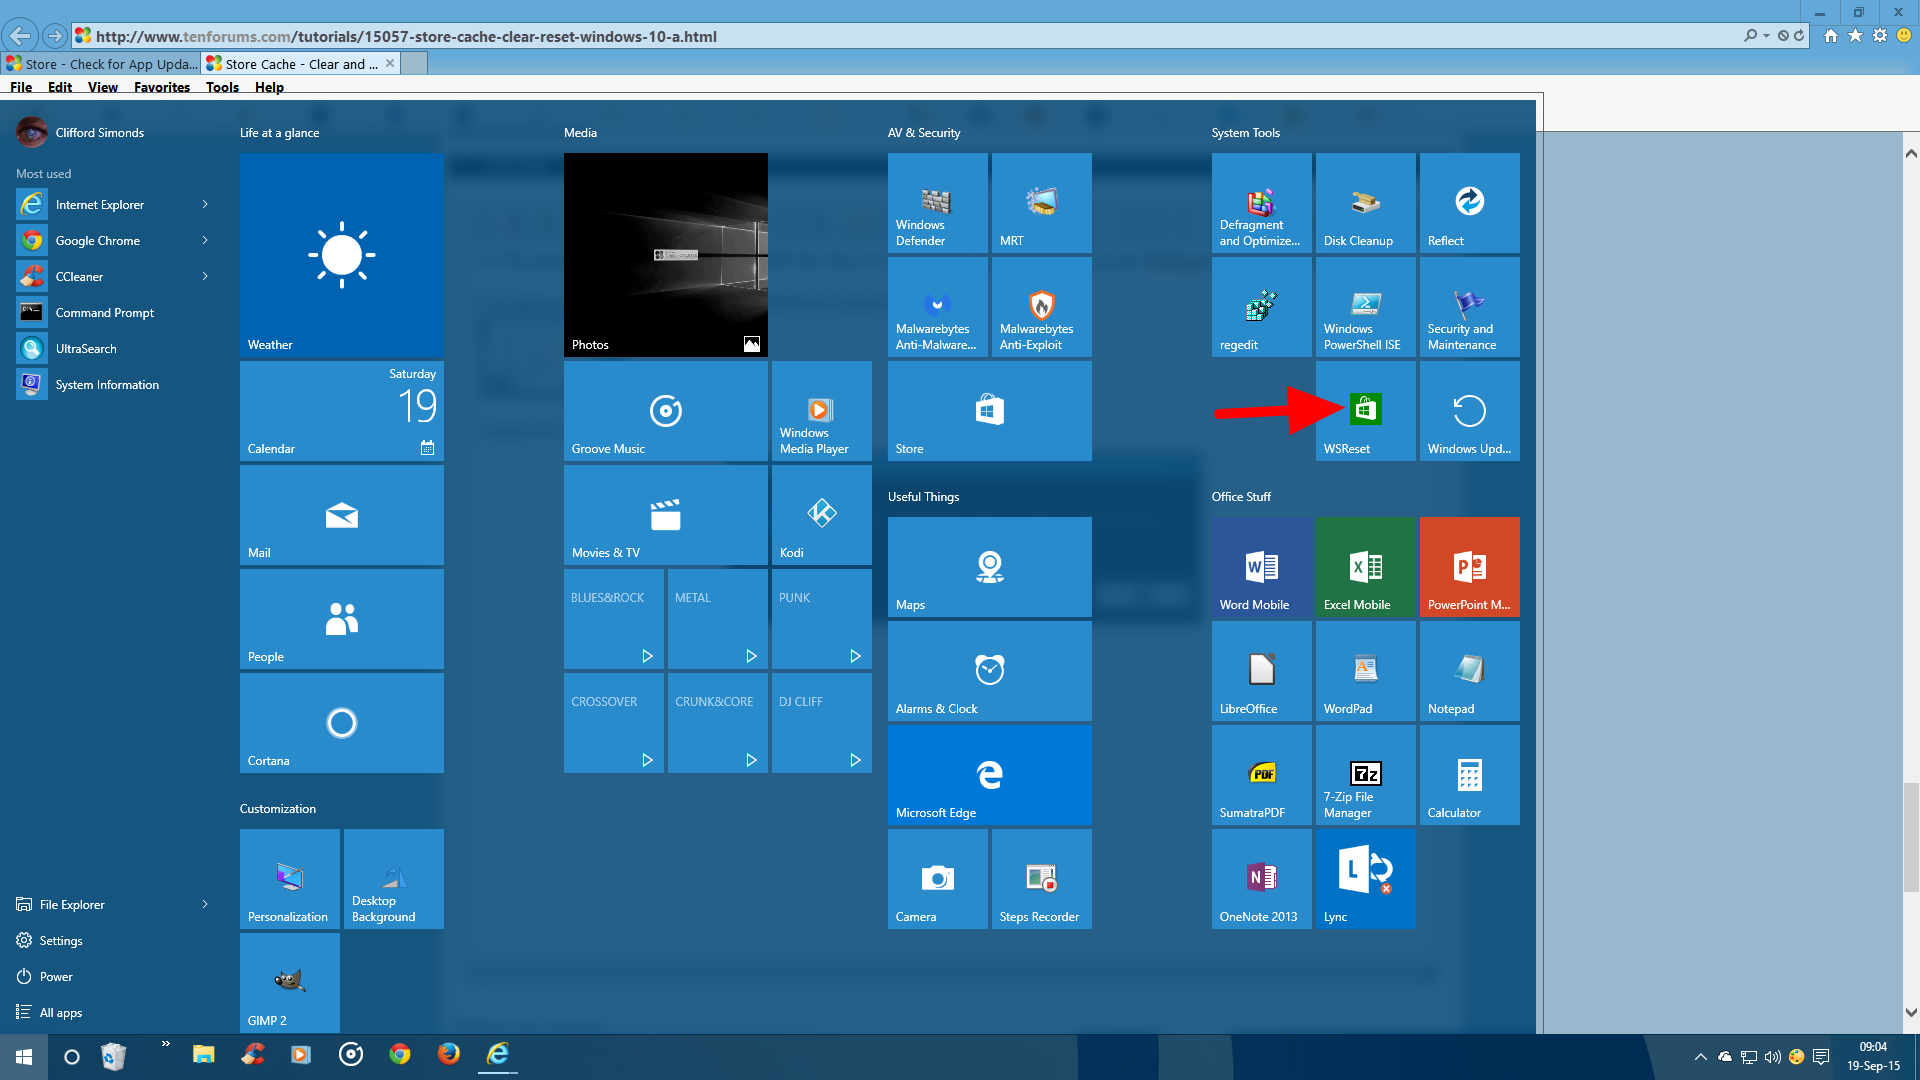 http://www.tenforums.com/tutorials/15057-store-cache-clear-reset-windows-10-a.html
Store - Check for App Upda...
Store Cache - Clear and ...
File Edit View Favorites Tools Help
Clifford Simonds
Most used
Internet Explorer
Google Chrome
CCleaner
Command Prompt
UltraSearch
System Information
File Explorer
Settings
Power
All apps
Life at a glance
Weather
Saturday
19
Calendar
Mail
People
Cortana
Customization
Personalization
Desktop
Background
GIMP 2
Media
Photos
Groove Music
Windows
Media Player
Movies & TV
Kodi
BLUES&ROCK
METAL
PUNK
CROSSOVER
CRUNK&CORE
DJ CLIFF
AV & Security
Windows
Defender
MRT
Malwarebytes
Anti-Malware...
Malwarebytes
Anti-Exploit
Store
Useful Things
Maps
Alarms & Clock
Microsoft Edge
Camera
Steps Recorder
System Tools
Defragment
and Optimize...
Disk Cleanup
Reflect
regedit
Windows
PowerShell ISE
Security and
Maintenance
WSReset
Windows Upd...
Office Stuff
Word Mobile
Excel Mobile
PowerPoint M...
LibreOffice
WordPad
Notepad
PDF
SumatraPDF
7z
7-Zip File
Manager
Calculator
OneNote 2013
Lync
09:04
19-Sep-15